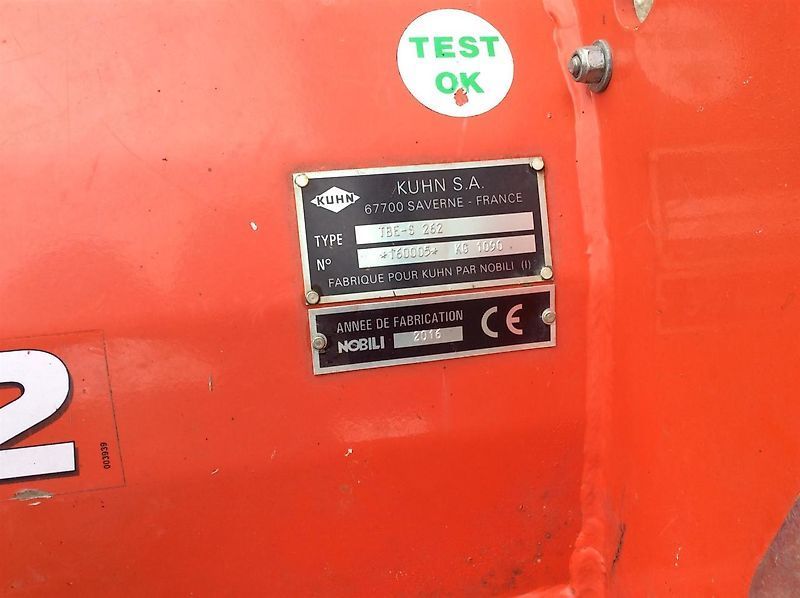 TEST
OK
KUHN
KUHN S.A.
67700 SAVERNE - FRANCE
TYPE TBE-S 262
N° *T60005* KG 1090
FABRIQUE POUR KUHN PAR NOBILI (I)
ANNEE DE FABRICATION
NOBILI 2016 CE
2
003939